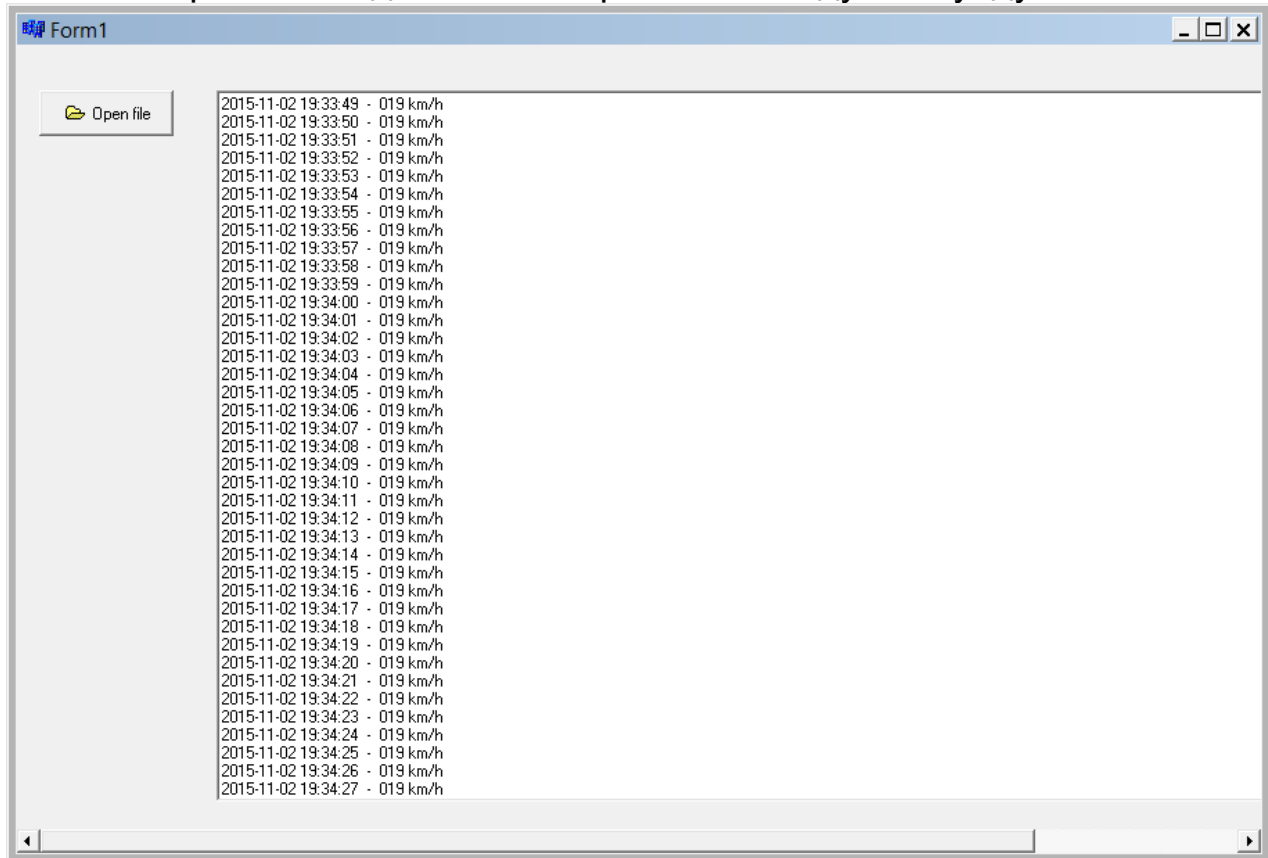 Form1
Open file
2015-11-02 19:33:49 - 019 km/h
2015-11-02 19:33:50 - 019 km/h
2015-11-02 19:33:51 - 019 km/h
2015-11-02 19:33:52 - 019 km/h
2015-11-02 19:33:53 - 019 km/h
2015-11-02 19:33:54 - 019 km/h
2015-11-02 19:33:55 - 019 km/h
2015-11-02 19:33:56 - 019 km/h
2015-11-02 19:33:57 - 019 km/h
2015-11-02 19:33:58 - 019 km/h
2015-11-02 19:33:59 - 019 km/h
2015-11-02 19:34:00 - 019 km/h
2015-11-02 19:34:01 - 019 km/h
2015-11-02 19:34:02 - 019 km/h
2015-11-02 19:34:03 - 019 km/h
2015-11-02 19:34:04 - 019 km/h
2015-11-02 19:34:05 - 019 km/h
2015-11-02 19:34:06 - 019 km/h
2015-11-02 19:34:07 - 019 km/h
2015-11-02 19:34:08 - 019 km/h
2015-11-02 19:34:09 - 019 km/h
2015-11-02 19:34:10 - 019 km/h
2015-11-02 19:34:11 - 019 km/h
2015-11-02 19:34:12 - 019 km/h
2015-11-02 19:34:13 - 019 km/h
2015-11-02 19:34:14 - 019 km/h
2015-11-02 19:34:15 - 019 km/h
2015-11-02 19:34:16 - 019 km/h
2015-11-02 19:34:17 - 019 km/h
2015-11-02 19:34:18 - 019 km/h
2015-11-02 19:34:19 - 019 km/h
2015-11-02 19:34:20 - 019 km/h
2015-11-02 19:34:21 - 019 km/h
2015-11-02 19:34:22 - 019 km/h
2015-11-02 19:34:23 - 019 km/h
2015-11-02 19:34:24 - 019 km/h
2015-11-02 19:34:25 - 019 km/h
2015-11-02 19:34:26 - 019 km/h
2015-11-02 19:34:27 - 019 km/h